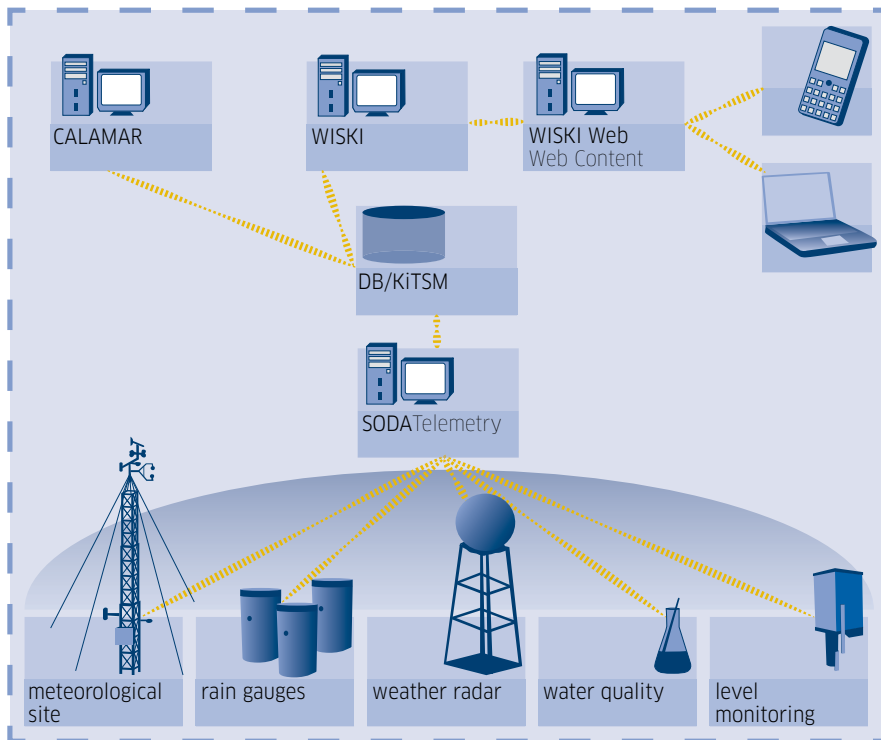 CALAMAR
WISKI
WISKI Web
Web Content
DB/KiTSM
SODATelemetry
meteorological
site
rain gauges
weather radar
water quality
level
monitoring